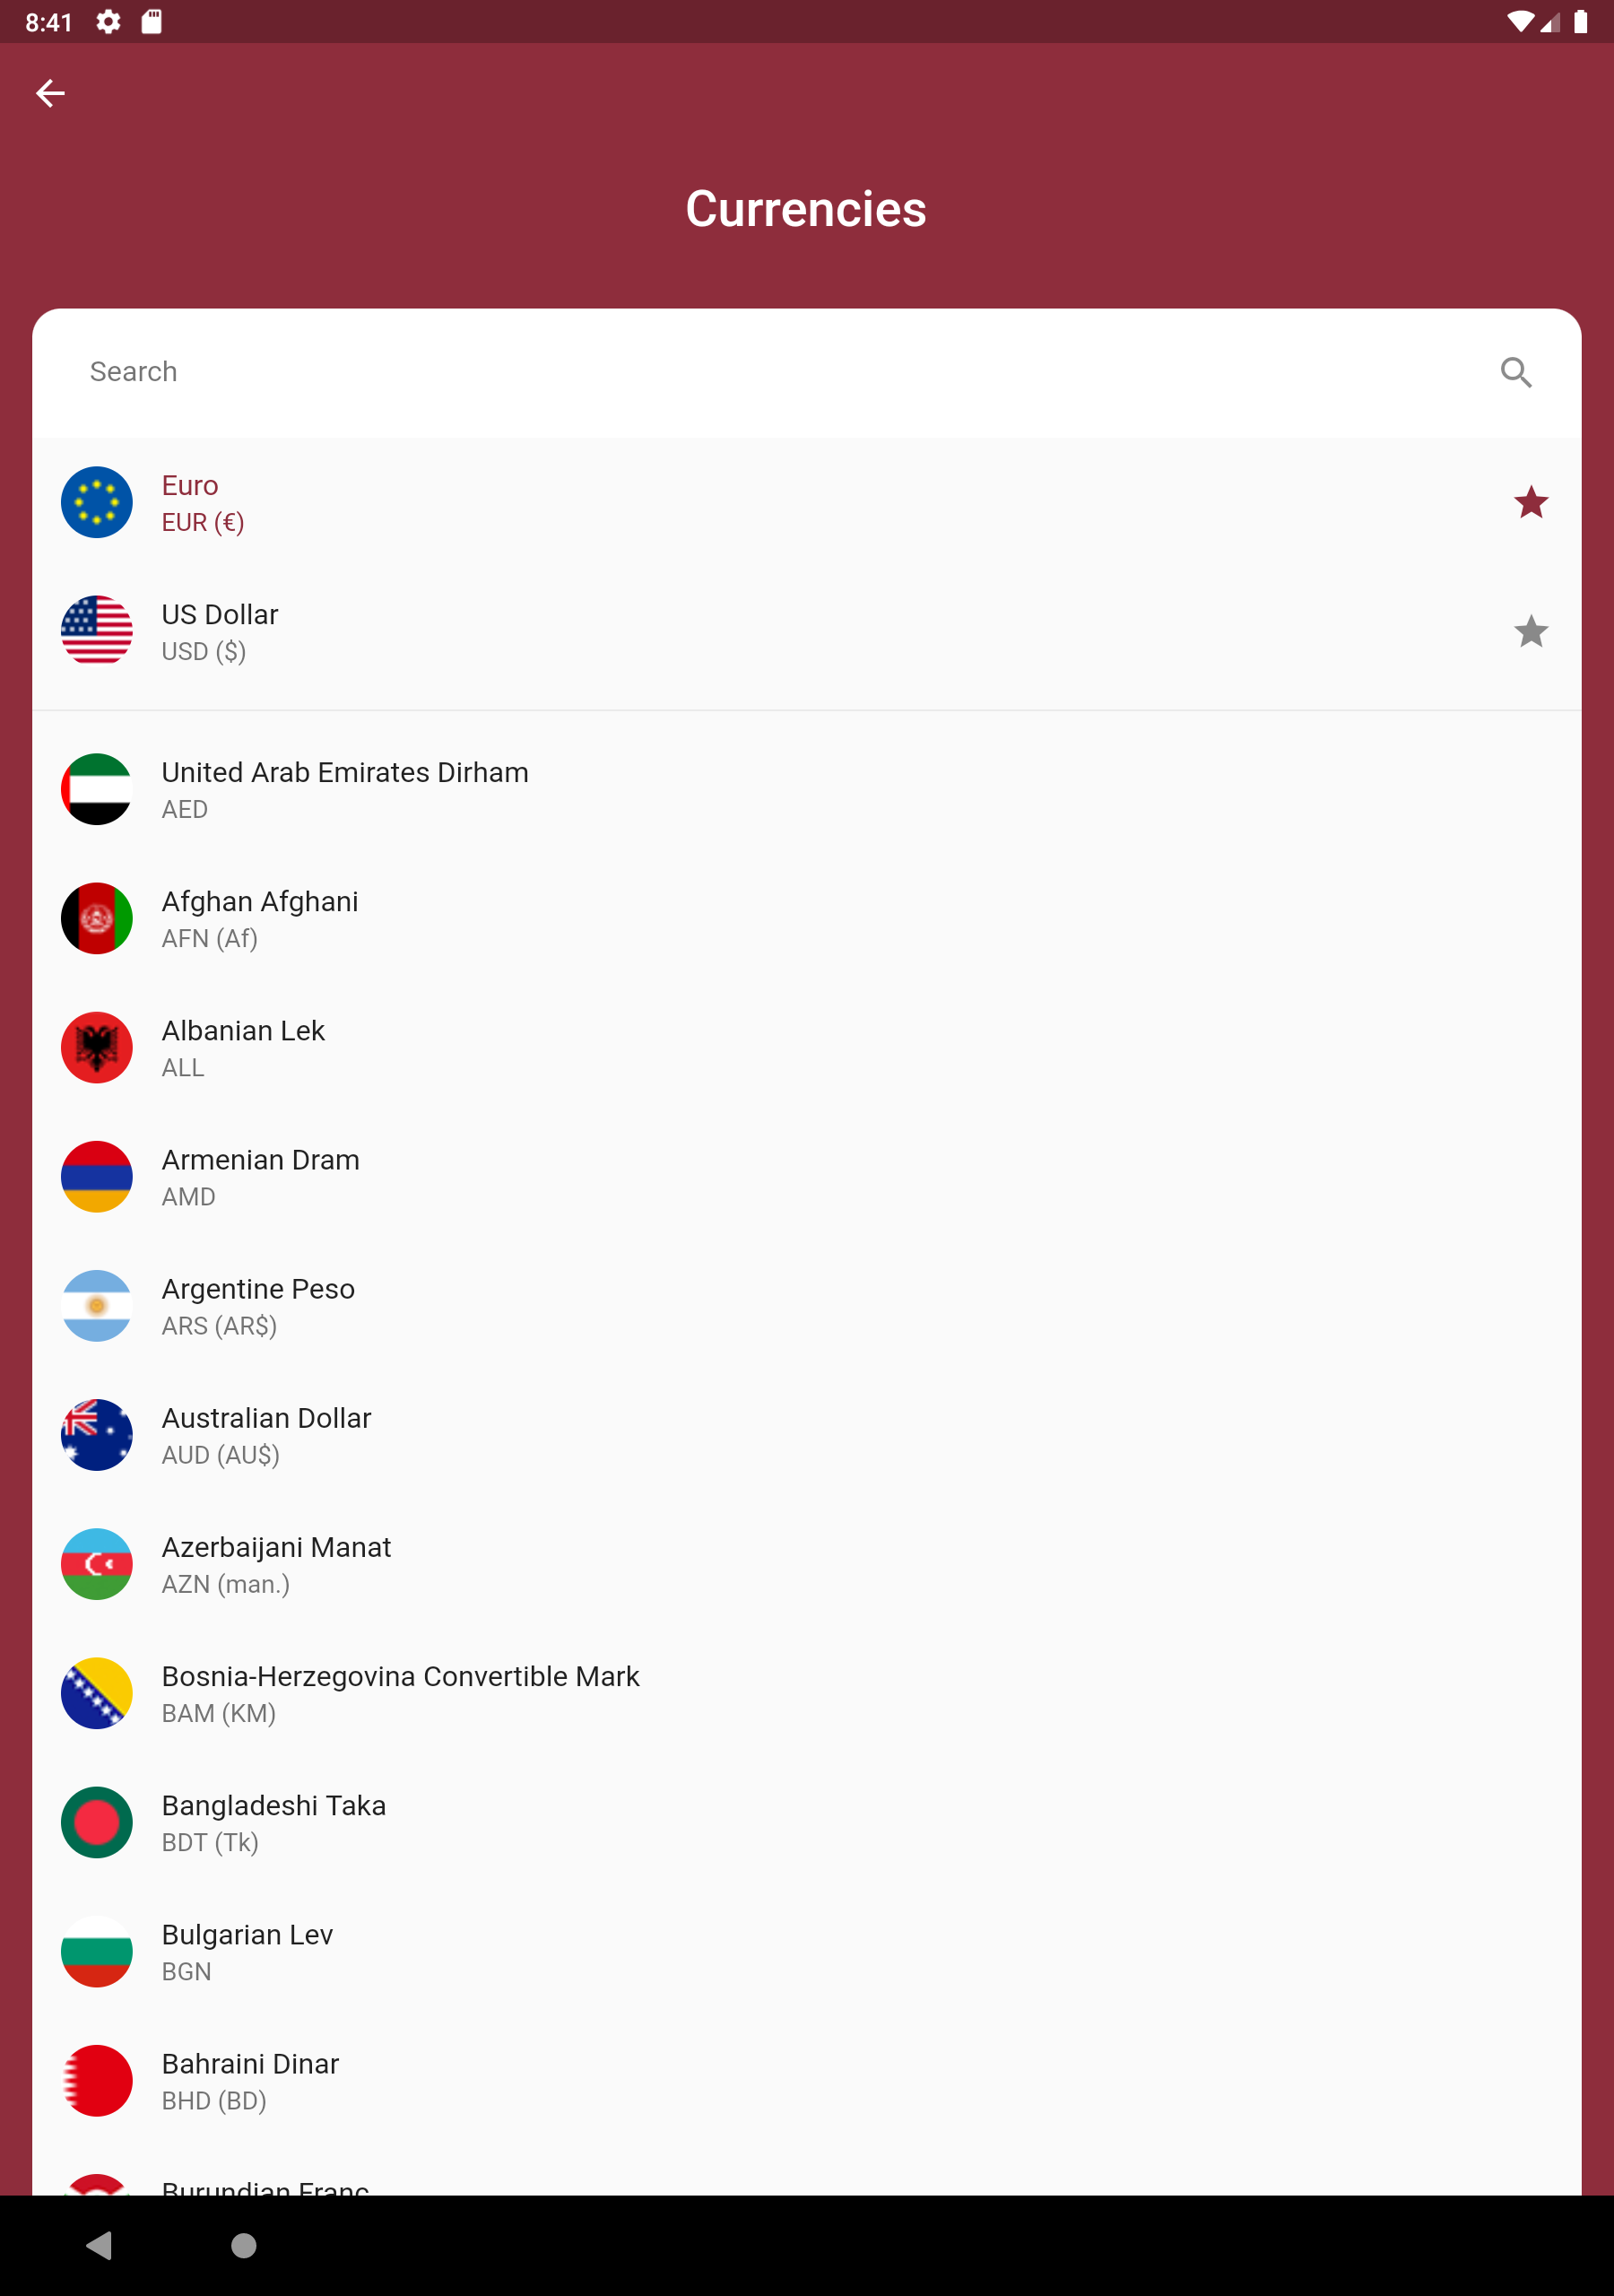 8:41
Currencies
Search
Euro
EUR (€)
US Dollar
USD ($)
United Arab Emirates Dirham
AED
Afghan Afghani
AFN (Af)
Albanian Lek
ALL
Armenian Dram
AMD
Argentine Peso
ARS (AR$)
Australian Dollar
AUD (AU$)
Azerbaijani Manat
AZN (man.)
Bosnia-Herzegovina Convertible Mark
BAM (KM)
Bangladeshi Taka
BDT (Tk)
Bulgarian Lev
BGN
Bahraini Dinar
BHD (BD)
Burundian Franc